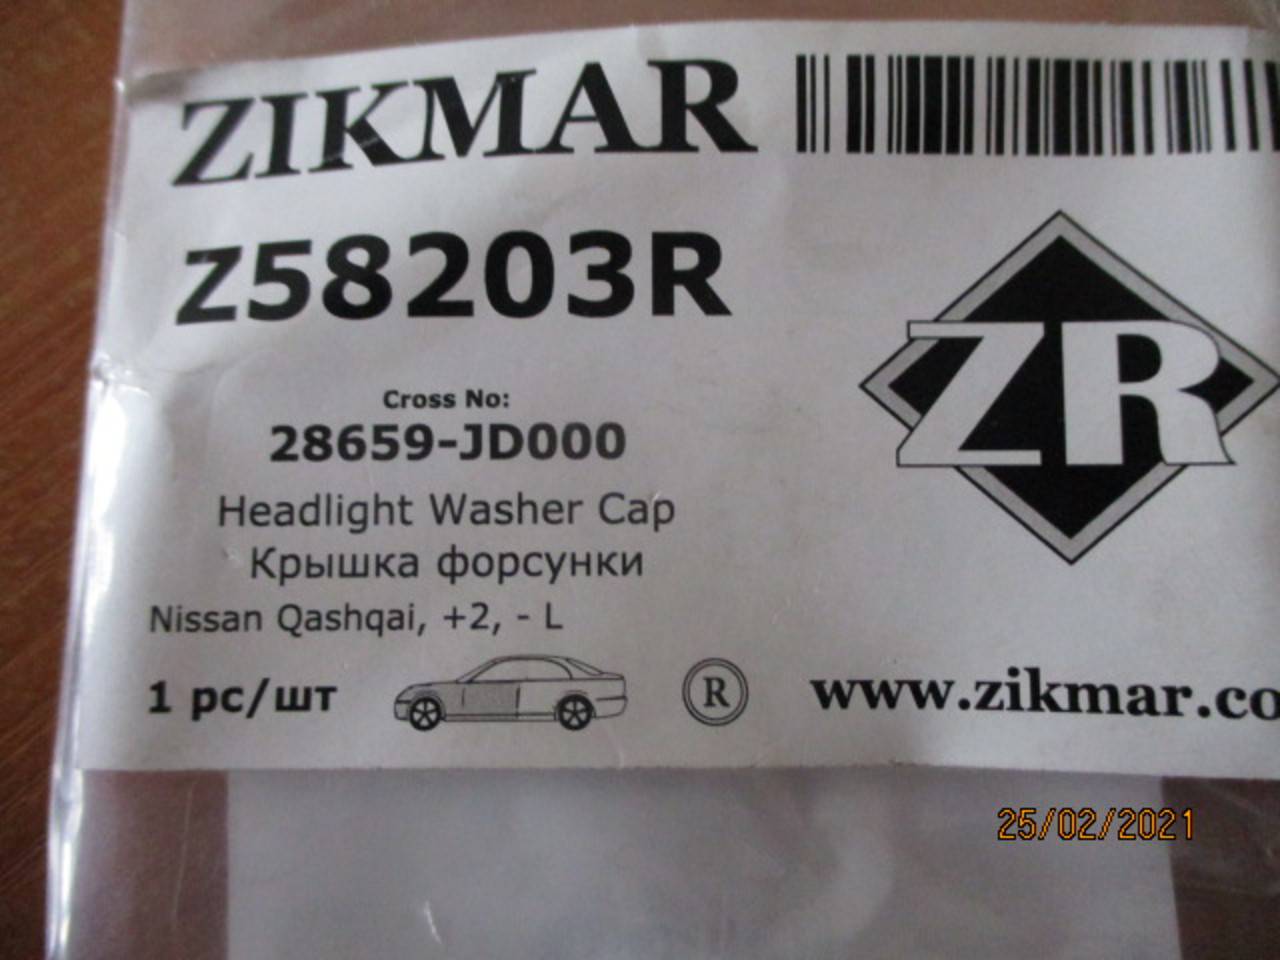 ZIKMAR
Z58203R
ZR
Cross No:
28659-JD000
Headlight Washer Cap
Крышка форсунки
Nissan Qashqai, +2, - L
1 pc/шт
R
www.zikmar.co
25/02/2021